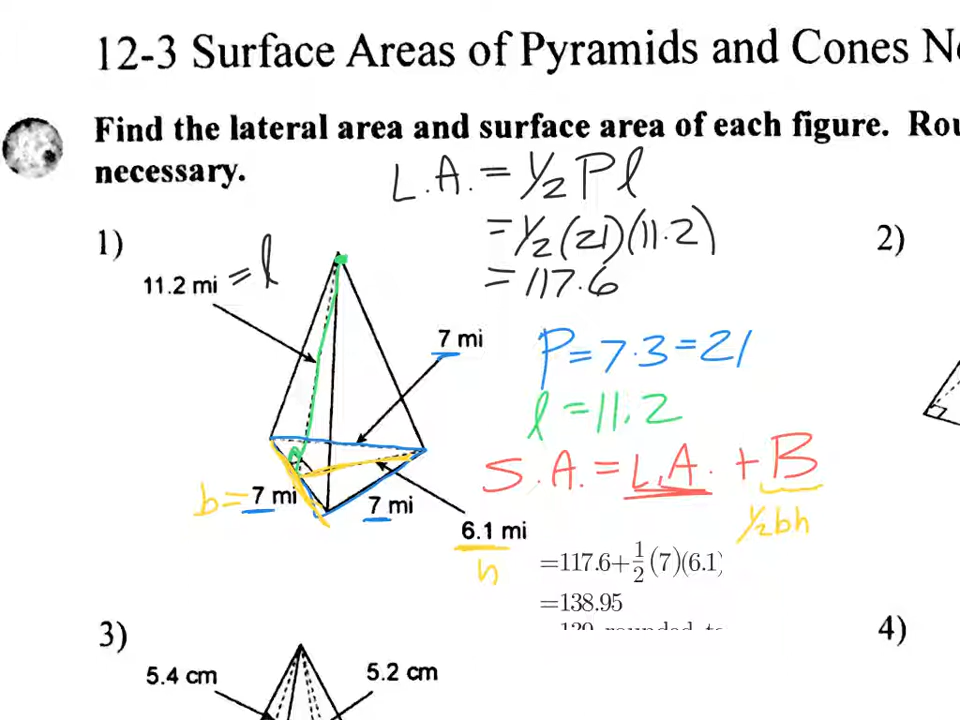 12-3 Surface Areas of Pyramids and Cones
Find the lateral area and surface area of each figure.
necessary.
L.A. = ½ P l
= ½ (21)(11.2)
= 117.6
1)
2)
11.2 mi = l
7 mi
P = 7·3 = 21
l = 11.2
S.A. = L.A. + B
b = 7 mi
7 mi
6.1 mi
h
½bh
=117.6+1/2(7)(6.1)
=138.95
3)
4)
5.4 cm
5.2 cm